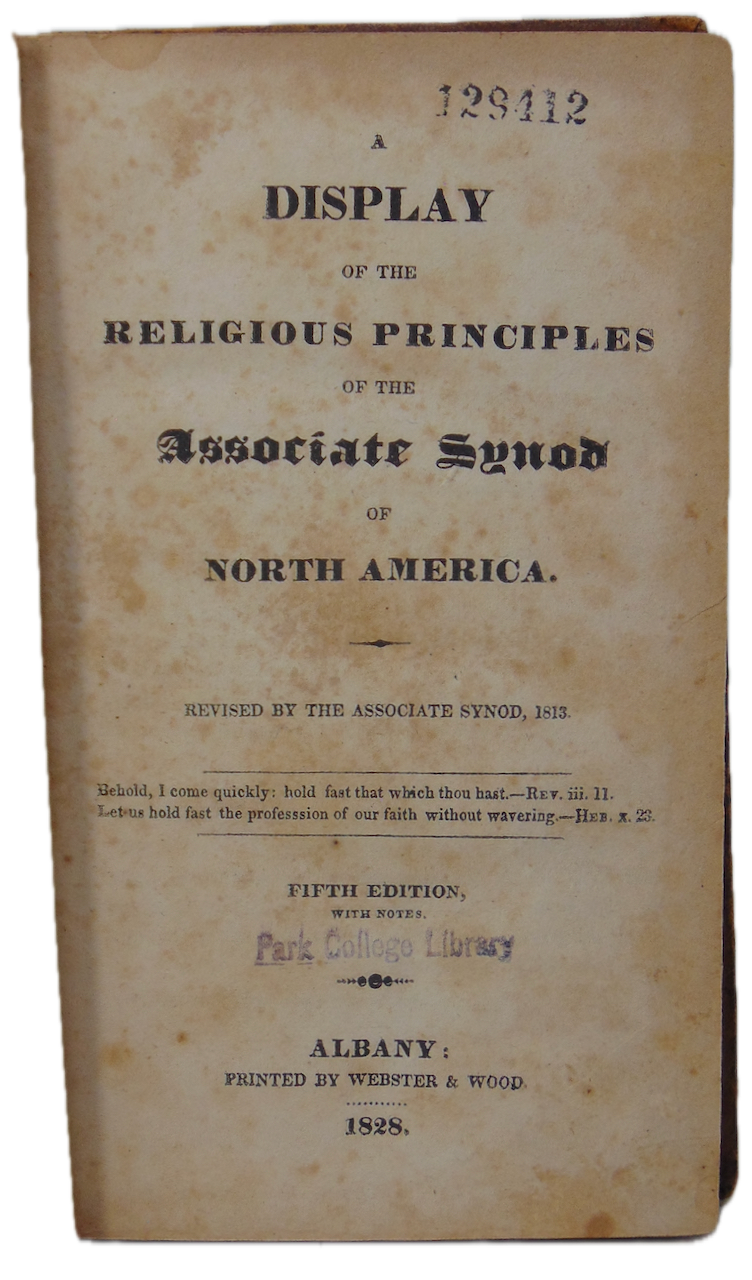 129412
A
DISPLAY
OF THE
RELIGIOUS PRINCIPLES
OF THE
Associate Synod
OF
NORTH AMERICA.
REVISED BY THE ASSOCIATE SYNOD, 1813.
Behold, I come quickly: hold fast that which thou hast.—REV. iii. 11.
Let us hold fast the professsion of our faith without wavering.—HEB. x. 23.
FIFTH EDITION,
WITH NOTES.
Park College Library
ALBANY:
PRINTED BY WEBSTER & WOOD.
1828.